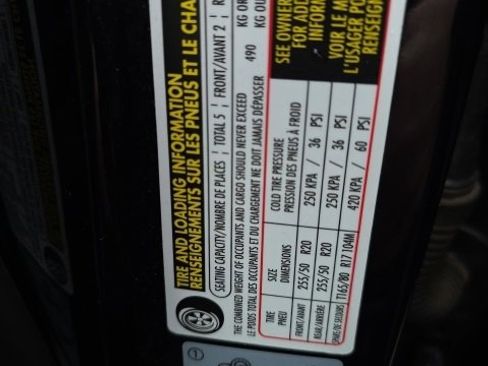 TIRE AND LOADING INFORMATION
RENSEIGNEMENTS SUR LES PNEUS ET LE CHA
SEATING CAPACITY/NOMBRE DE PLACES | TOTAL 5 | FRONT/AVANT 2 | R
THE COMBINED WEIGHT OF OCCUPANTS AND CARGO SHOULD NEVER EXCEED 490 KG OR
LE POIDS TOTAL DES OCCUPANTS ET DU CHARGEMENT NE DOIT JAMAIS DÉPASSER KG OU
TIRE SIZE COLD TIRE PRESSURE
PNEU DIMENSIONS PRESSION DES PNEUS À FROID
FRONT/AVANT 255/50 R20 250 KPA / 36 PSI
REAR/ARRIÈRE 255/50 R20 250 KPA / 36 PSI
SPARE/DE SECOURS T165/80 R17 104M 420 KPA / 60 PSI
SEE OWNER
FOR ADD
INFORM
VOIR LE M
L'USAGER PO
RENSEIGN